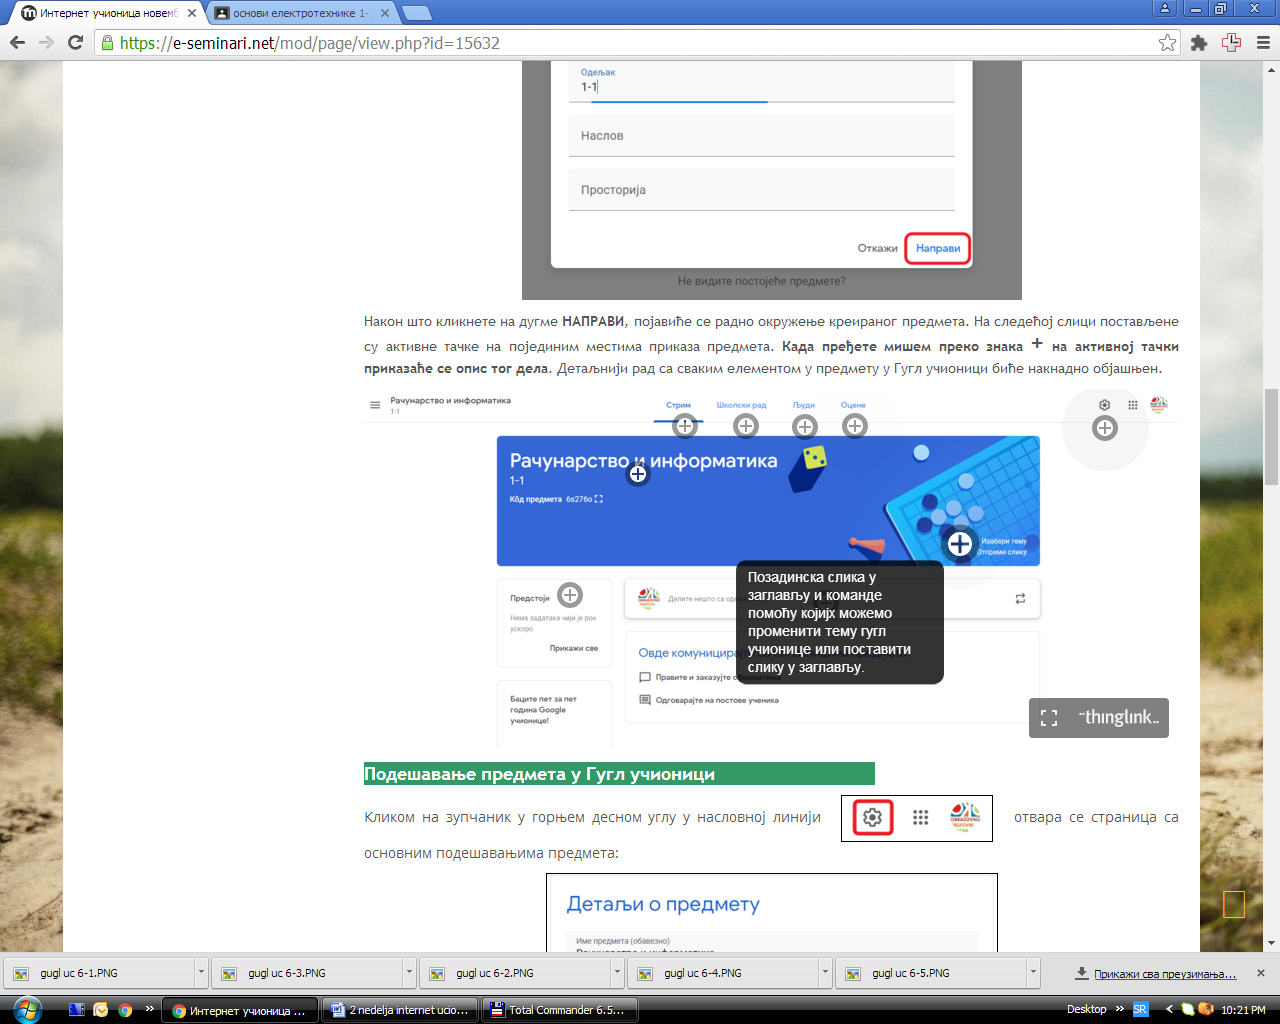 Интернет учионица новемб
основи електротехнике 1-
https://e-seminari.net/mod/page/view.php?id=15632
Одељак
1-1
Наслов
Просторија
Откажи Направи
Не видите постојеће предмете?
Након што кликнете на дугме НАПРАВИ, појавиће се радно окружење креираног предмета. На следећој слици постављене
су активне тачке на појединим местима приказа предмета. Када пређете мишем преко знака + на активној тачки
приказаће се опис тог дела. Детаљнији рад са сваким елементом у предмету у Гугл учионици биће накнадно објашњен.
Рачунарство и информатика
1-1
Стрим Школски рад Људи Оцене
Рачунарство и информатика
1-1
Кôд предмета 6s276o
Изабери тему
Отпреми слику
Позадинска слика у
заглављу и команде
помоћу којијх можемо
променити тему гугл
учионице или поставити
слику у заглављу.
Предстоји
Нема задатака чији је рок
ускоро
Прикажи све
Делите нешто са
Овде комуницирај
Правите и заказујте
Одговарајте на постове ученика
Баците пет за пет
година Google
учионице!
thinglink..
Подешавање предмета у Гугл учионици
Кликом на зупчаник у горњем десном углу у насловној линији отвара се страница са
основним подешавањима предмета:
Детаљи о предмету
Име предмета (обавезно)
gugl uc 6-1.PNG
gugl uc 6-3.PNG
gugl uc 6-2.PNG
gugl uc 6-4.PNG
gugl uc 6-5.PNG
Прикажи сва преузимања...
Интернет учионица ...
2 nedelja internet ucio...
Total Commander 6.5...
Desktop
SR
10:21 PM